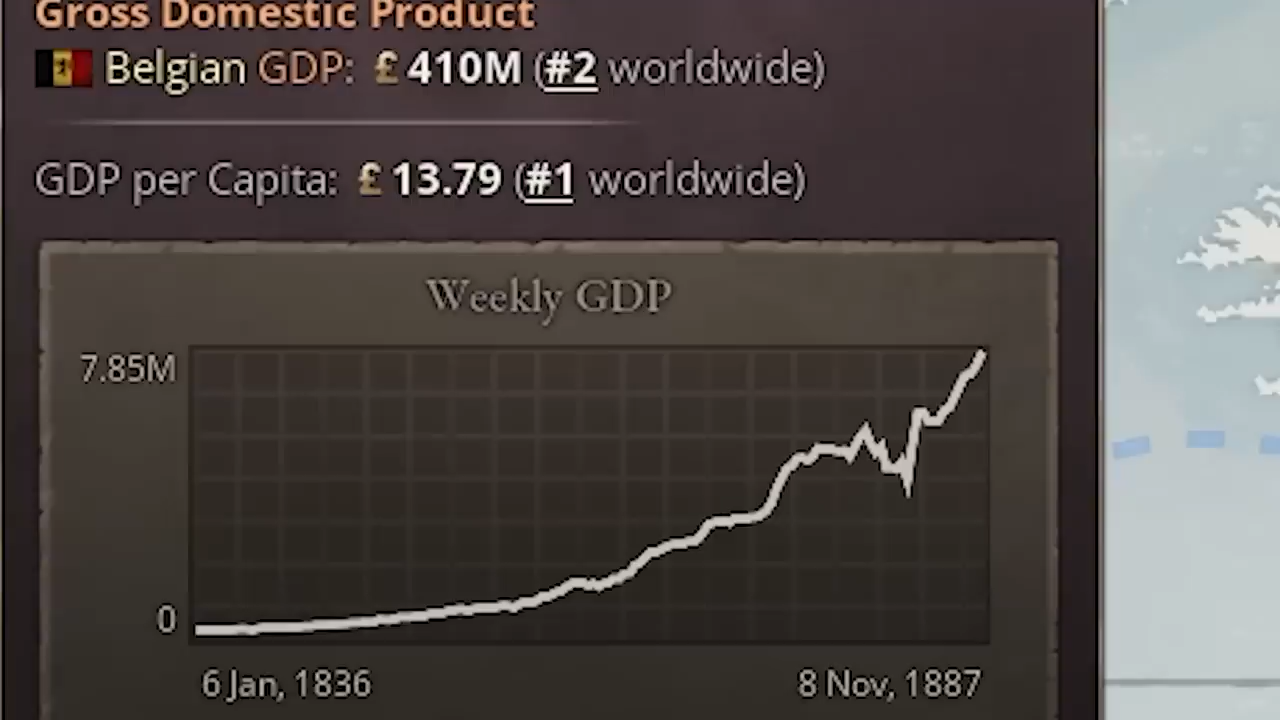 Gross Domestic Product
Belgian GDP: £ 410M (#2 worldwide)
GDP per Capita: £ 13.79 (#1 worldwide)
Weekly GDP
7.85M
0
6 Jan, 1836
8 Nov, 1887